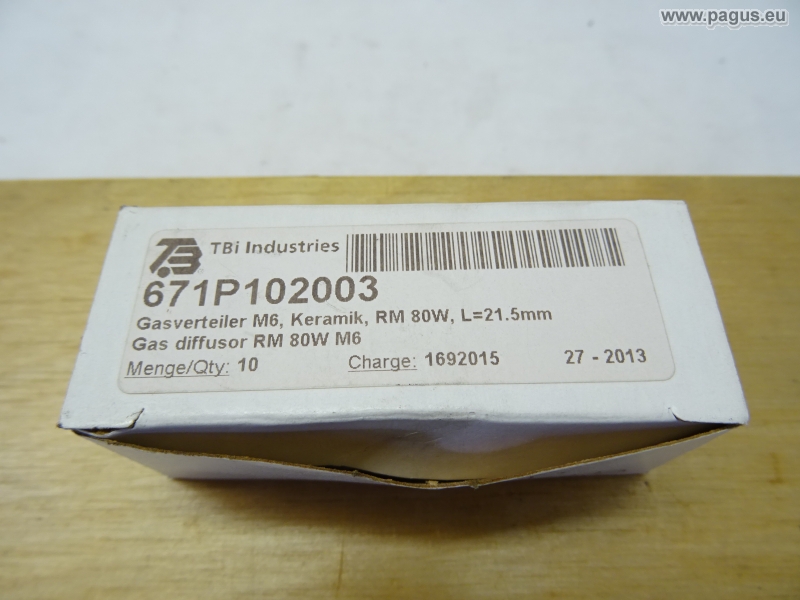 www.pagus.eu
TBi Industries
671P102003
Gasverteiler M6, Keramik, RM 80W, L=21.5mm
Gas diffusor RM 80W M6
Menge/Qty: 10 Charge: 1692015 27 - 2013